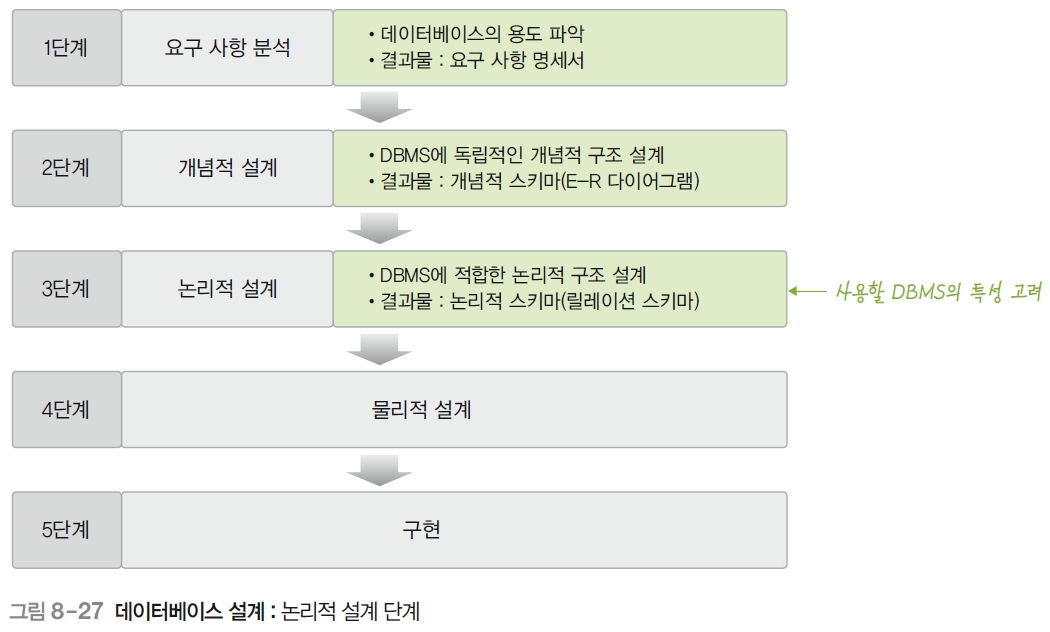 1단계
요구 사항 분석
• 데이터베이스의 용도 파악
• 결과물 : 요구 사항 명세서
2단계
개념적 설계
• DBMS에 독립적인 개념적 구조 설계
• 결과물 : 개념적 스키마(E-R 다이어그램)
3단계
논리적 설계
• DBMS에 적합한 논리적 구조 설계
• 결과물 : 논리적 스키마(릴레이션 스키마)
사용할 DBMS의 특성 고려
4단계
물리적 설계
5단계
구현
그림 8-27 데이터베이스 설계 : 논리적 설계 단계